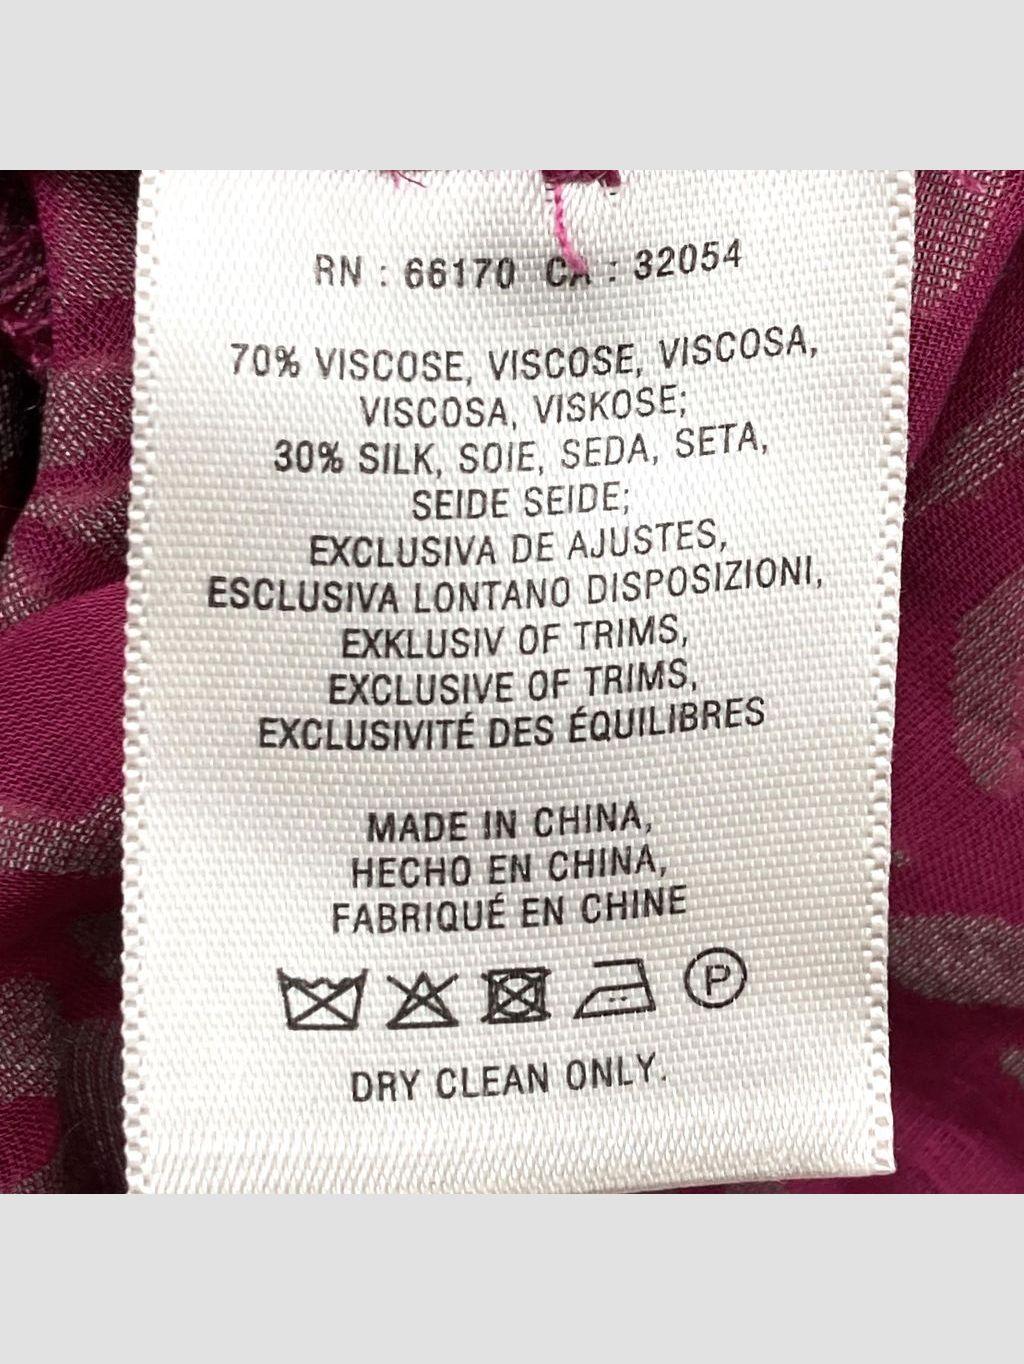 RN : 66170 CA : 32054
70% VISCOSE, VISCOSE, VISCOSA,
VISCOSA, VISKOSE;
30% SILK, SOIE, SEDA, SETA,
SEIDE SEIDE;
EXCLUSIVA DE AJUSTES,
ESCLUSIVA LONTANO DISPOSIZIONI,
EXKLUSIV OF TRIMS,
EXCLUSIVE OF TRIMS,
EXCLUSIVITÉ DES ÉQUILIBRES
MADE IN CHINA,
HECHO EN CHINA,
FABRIQUÉ EN CHINE
P
DRY CLEAN ONLY.